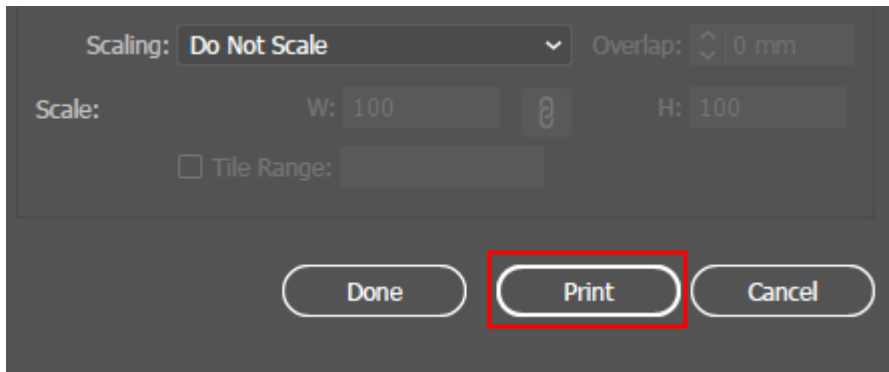 Scaling: Do Not Scale Overlap: 0 mm
Scale: W: 100 H: 100
Tile Range:
Done Print Cancel